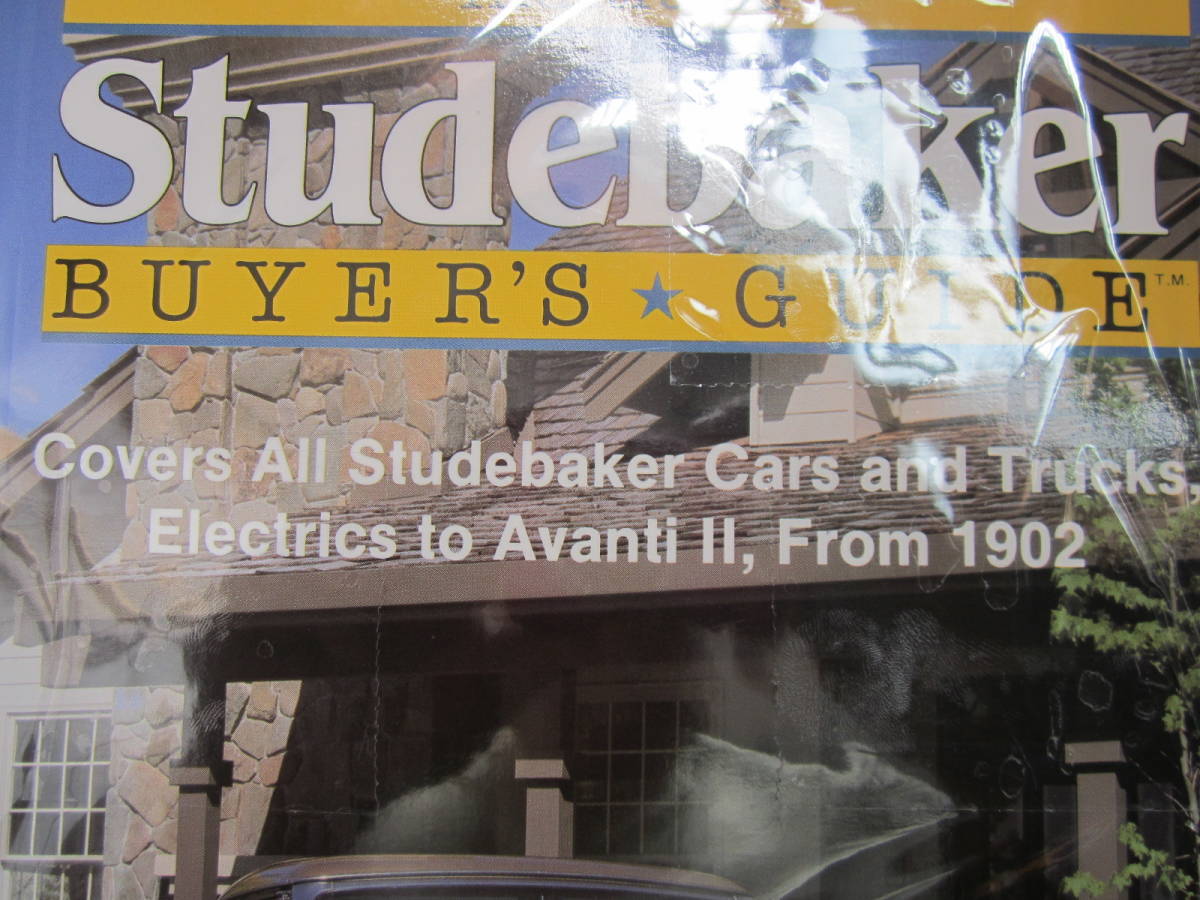 Studebaker
BUYER'S ★ GUIDE T.M.
Covers All Studebaker Cars and Trucks
Electrics to Avanti II, From 1902